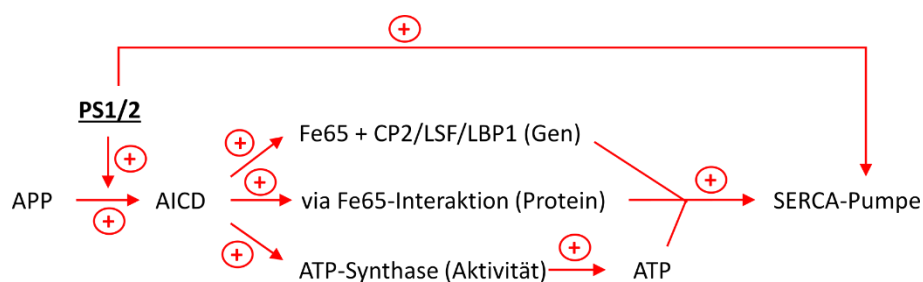 +
PS1/2
+
Fe65 + CP2/LSF/LBP1 (Gen)
+
+
APP
+
AICD
+
via Fe65-Interaktion (Protein)
+
SERCA-Pumpe
+
ATP-Synthase (Aktivität)
+
ATP